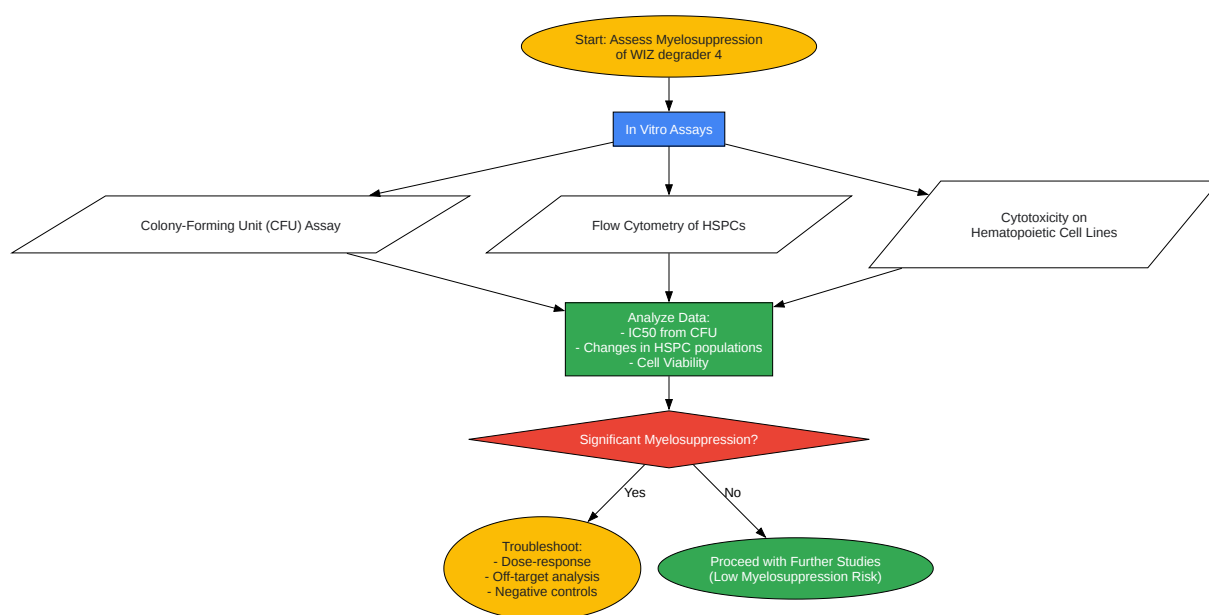 Start: Assess Myelosuppression
of WIZ degrader 4
In Vitro Assays
Colony-Forming Unit (CFU) Assay
Flow Cytometry of HSPCs
Cytotoxicity on
Hematopoietic Cell Lines
Analyze Data:
- IC50 from CFU
- Changes in HSPC populations
- Cell Viability
Significant Myelosuppression?
Yes
No
Troubleshoot:
- Dose-response
- Off-target analysis
- Negative controls
Proceed with Further Studies
(Low Myelosuppression Risk)